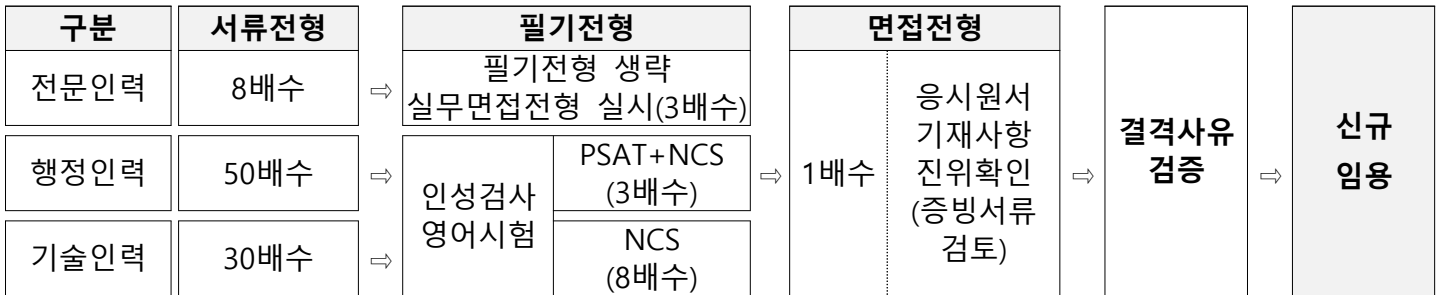 구분 서류전형 필기전형 면접전형
전문인력 8배수 ⇨ 필기전형 생략
실무면접전형 실시(3배수)
행정인력 50배수 ⇨ 인성검사
영어시험
PSAT+NCS
(3배수)
기술인력 30배수 ⇨ NCS
(8배수)
⇨ 1배수
응시원서
기재사항
진위확인
(증빙서류
검토)
⇨ 결격사유
검증
⇨ 신규
임용